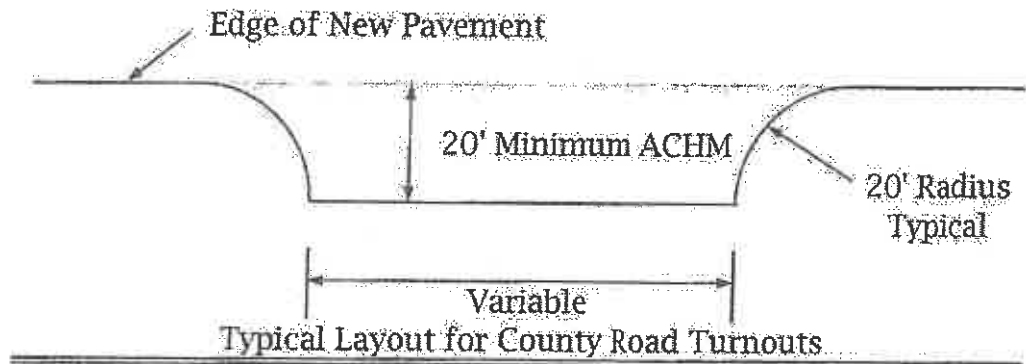 Edge of New Pavement
20' Minimum ACHM
20' Radius
Typical
Variable
Typical Layout for County Road Turnouts